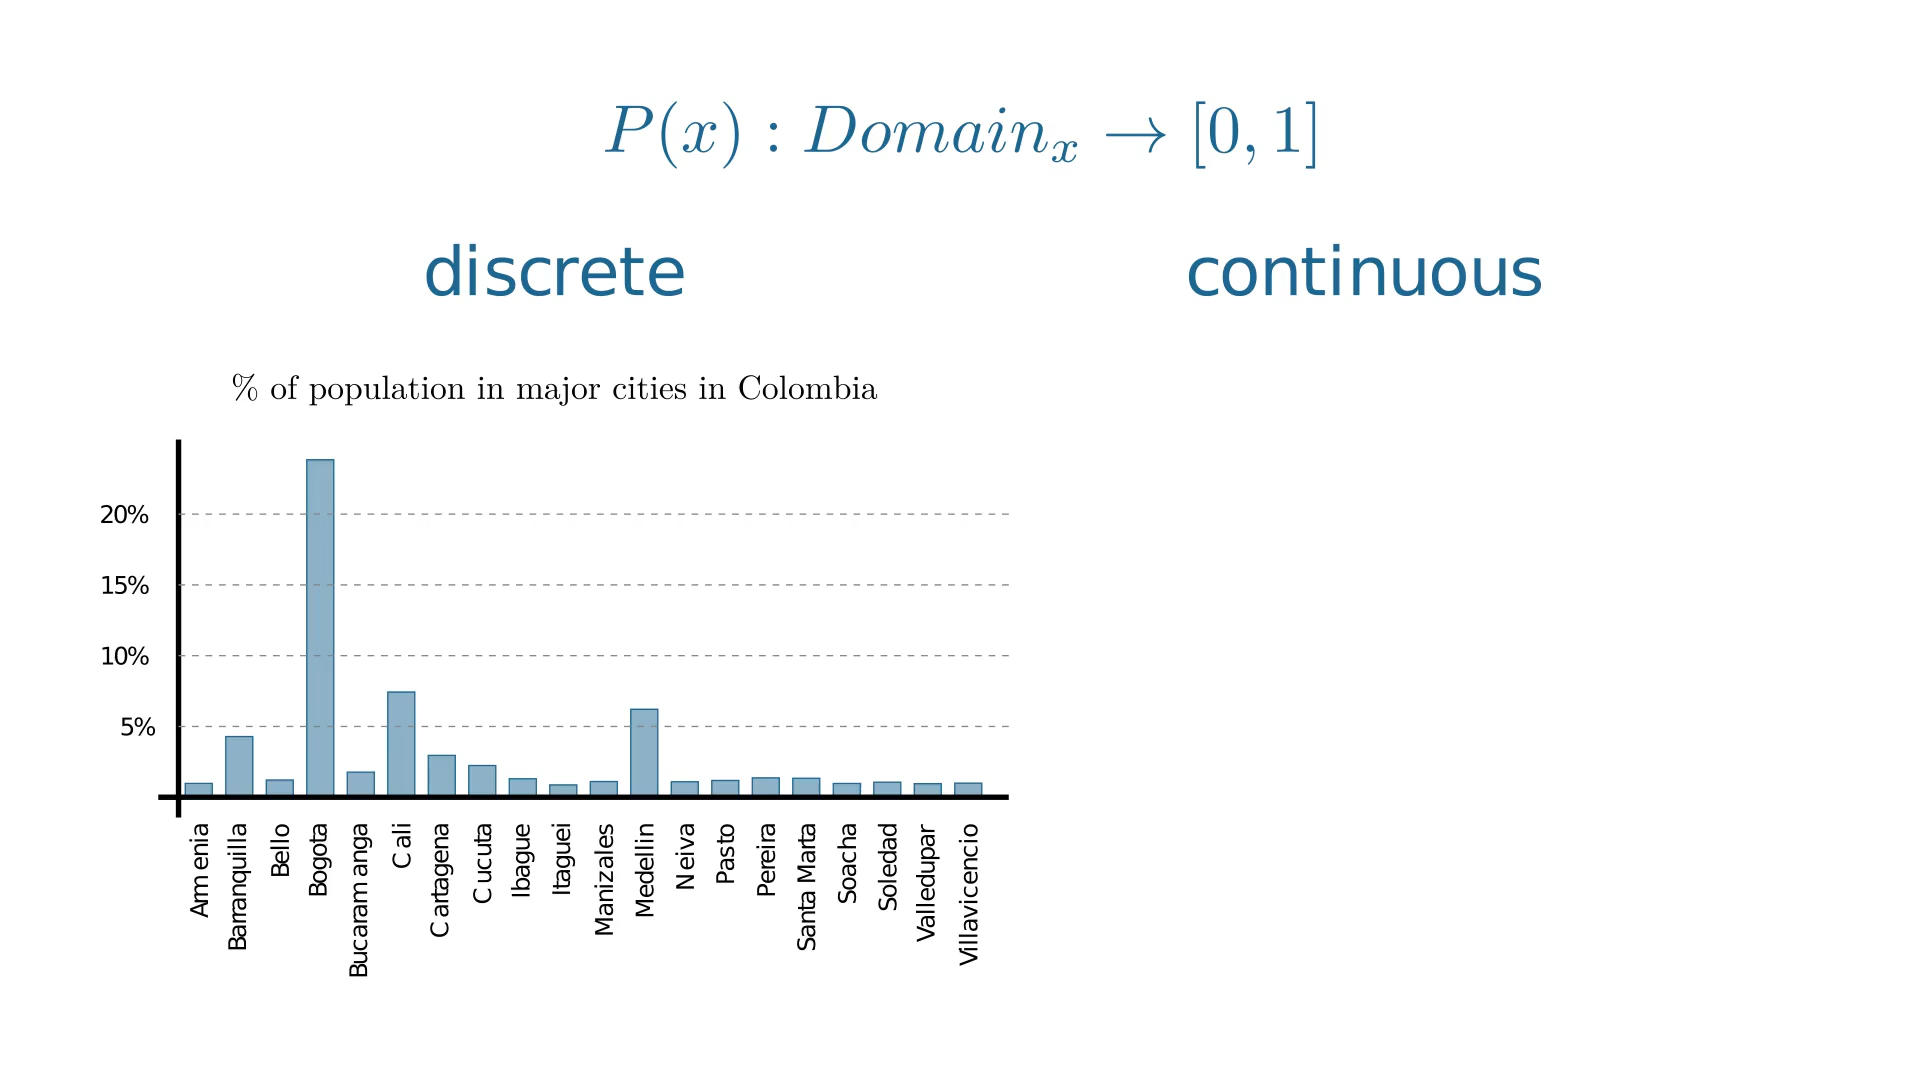 P(x) : Domainₓ → [0, 1]
discrete
continuous
% of population in major cities in Colombia
20%
15%
10%
5%
Armenia
Barranquilla
Bello
Bogota
Bucaramanga
Cali
Cartagena
Cucuta
Ibague
Itaguei
Manizales
Medellin
Neiva
Pasto
Pereira
Santa Marta
Soacha
Soledad
Valledupar
Villavicencio